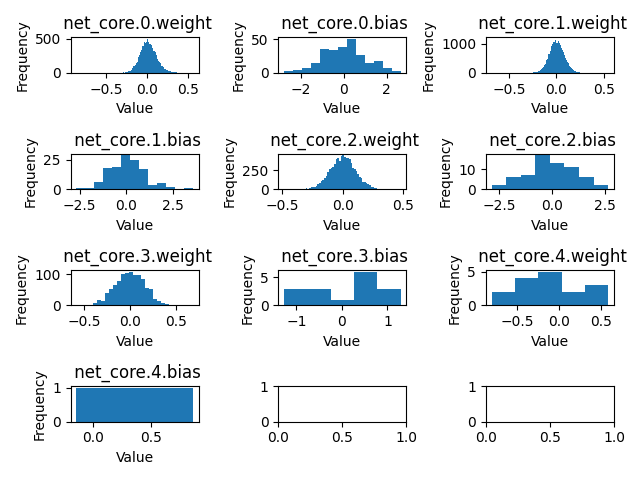 net_core.0.weight
net_core.0.bias
net_core.1.weight
Frequency
500
0
−0.5
0.0
0.5
Value
Frequency
50
0
−2
0
2
Value
Frequency
1000
0
−0.5
0.0
0.5
Value
net_core.1.bias
net_core.2.weight
net_core.2.bias
Frequency
25
0
−2.5
0.0
2.5
Value
Frequency
250
0
−0.5
0.0
0.5
Value
Frequency
10
0
−2.5
0.0
2.5
Value
net_core.3.weight
net_core.3.bias
net_core.4.weight
Frequency
100
0
−0.5
0.0
0.5
Value
Frequency
5
0
−1
0
1
Value
Frequency
5
0
−0.5
0.0
0.5
Value
net_core.4.bias
Frequency
1
0
0.0
0.5
Value
1
0
0.0
0.5
1.0
1
0
0.0
0.5
1.0